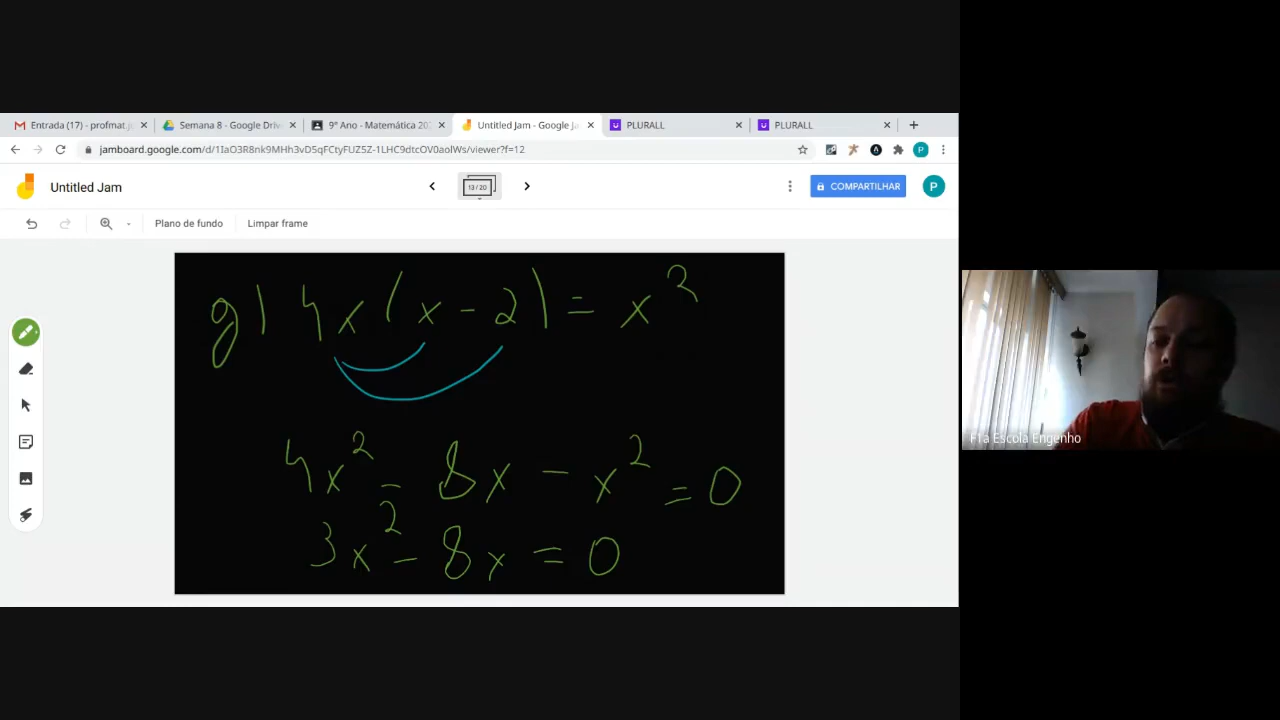 Entrada (17) - profmat.j
Semana 8 - Google Driv
9º Ano - Matemática 20
Untitled Jam - Google Ja
PLURALL
PLURALL
jamboard.google.com/d/1IaO3R8nk9MHh3vD5qFCtyFUZ5Z-1LHC9dtcOV0aolWs/viewer?f=12
P
Untitled Jam
13 / 20
COMPARTILHAR
P
Plano de fundo
Limpar frame
g) 4x(x-2) = x²
4x² - 8x - x² = 0
3x² - 8x = 0
F1a Escola Engenho